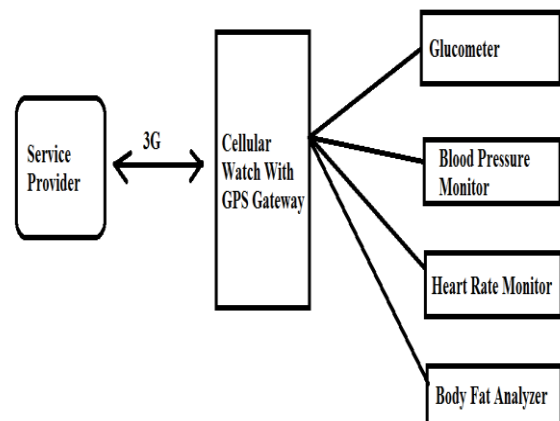 Service
Provider
3G
Cellular
Watch With
GPS Gateway
Glucometer
Blood Pressure
Monitor
Heart Rate Monitor
Body Fat Analyzer